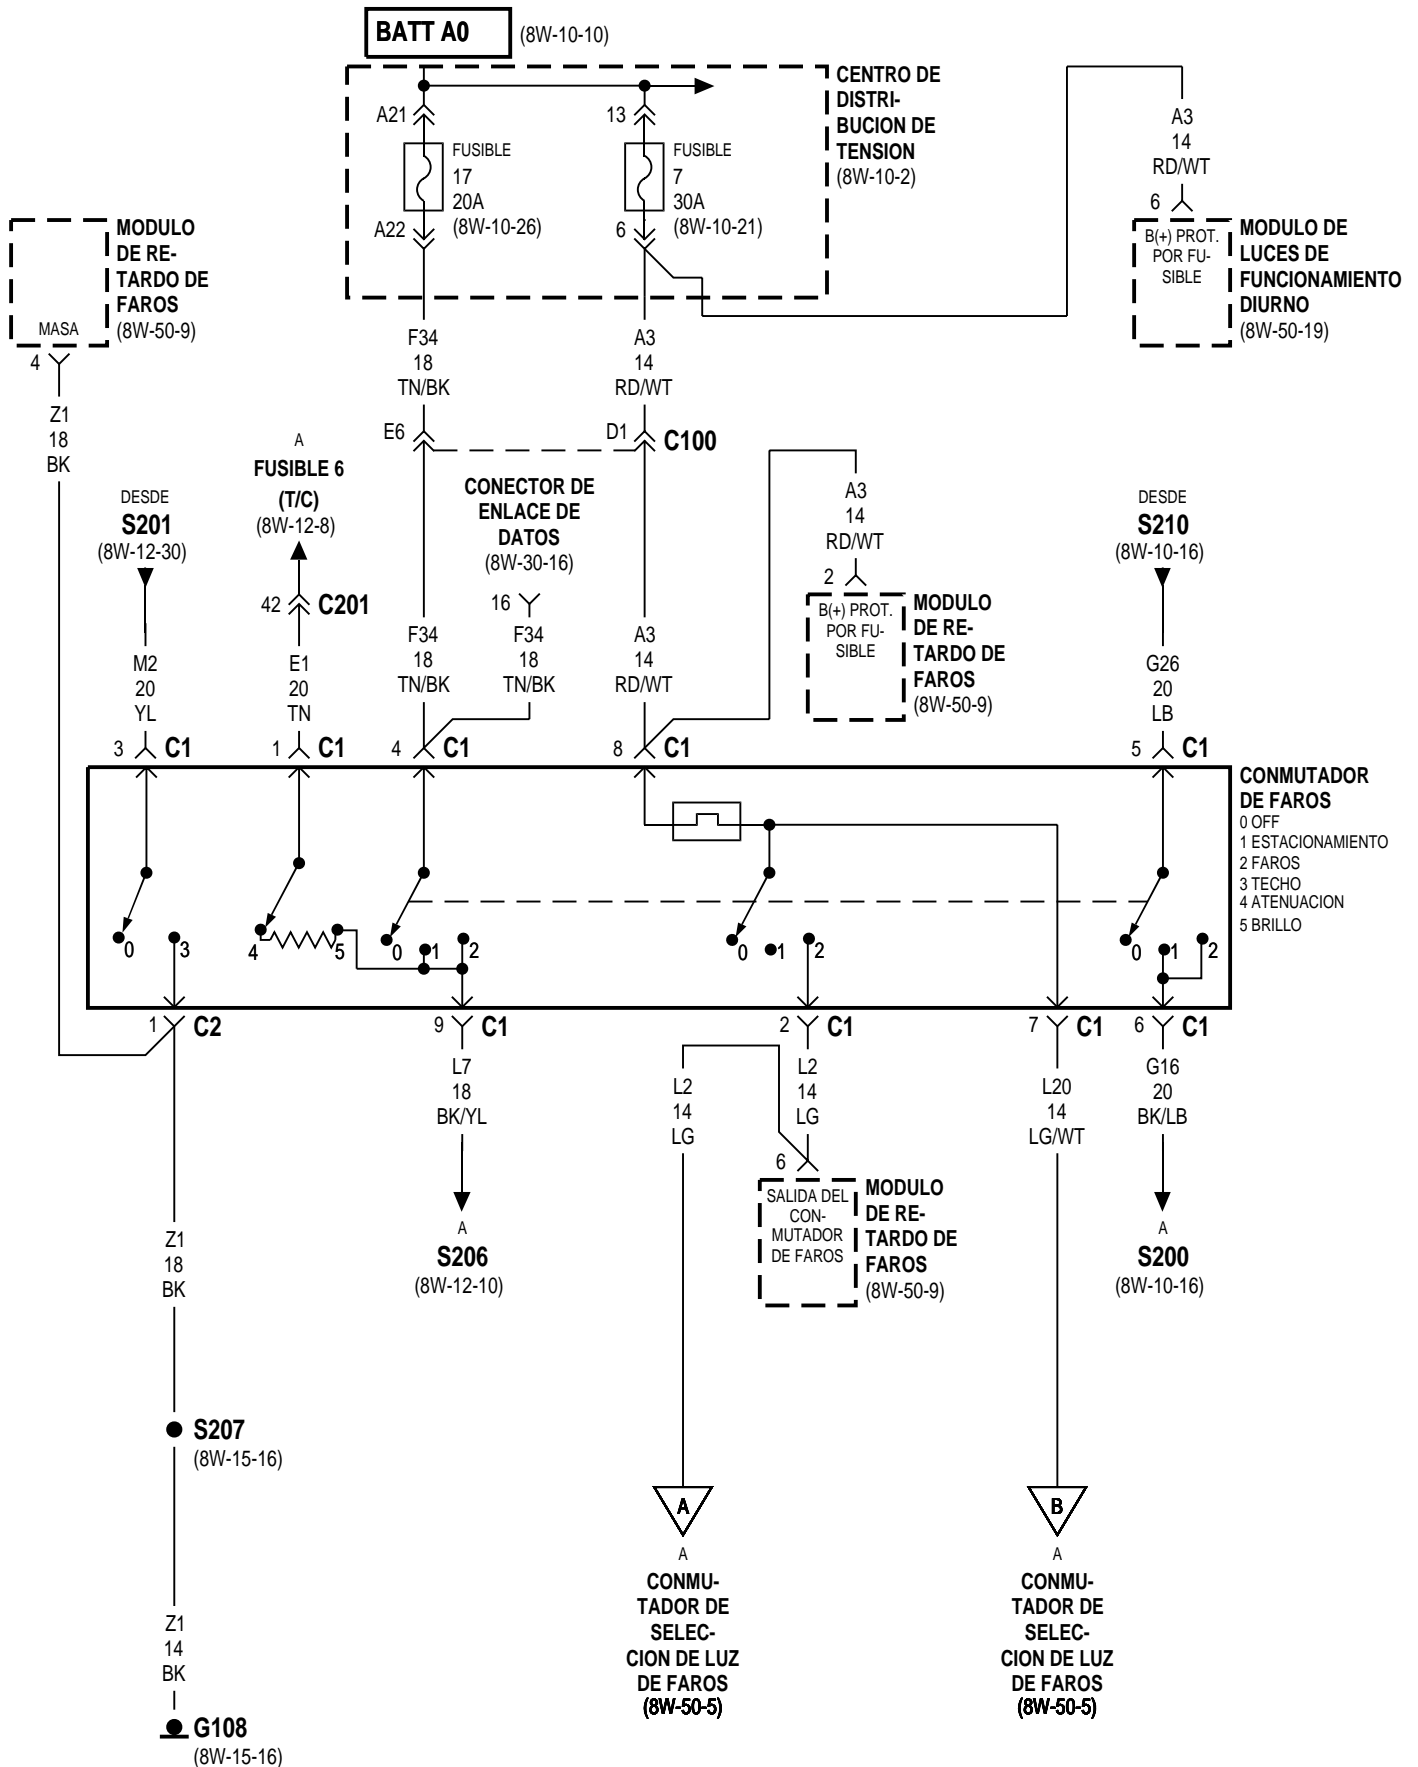 BATT A0
(8W-10-10)
CENTRO DE
DISTRI-
BUCION DE
TENSION
(8W-10-2)
A21
FUSIBLE
17
20A
(8W-10-26)
A22
13
FUSIBLE
7
30A
(8W-10-21)
6
A3
14
RD/WT
6
B(+) PROT.
POR FU-
SIBLE
MODULO DE
LUCES DE
FUNCIONAMIENTO
DIURNO
(8W-50-19)
MODULO
DE RE-
TARDO DE
FAROS
(8W-50-9)
MASA
4
Z1
18
BK
F34
18
TN/BK
A3
14
RD/WT
E6
D1
C100
A
FUSIBLE 6
(T/C)
(8W-12-8)
42
C201
DESDE
S201
(8W-12-30)
CONECTOR DE
ENLACE DE
DATOS
(8W-30-16)
16
A3
14
RD/WT
2
B(+) PROT.
POR FU-
SIBLE
MODULO
DE RE-
TARDO DE
FAROS
(8W-50-9)
DESDE
S210
(8W-10-16)
M2
20
YL
E1
20
TN
F34
18
TN/BK
F34
18
TN/BK
A3
14
RD/WT
G26
20
LB
3
C1
1
C1
4
C1
8
C1
5
C1
CONMUTADOR
DE FAROS
0 OFF
1 ESTACIONAMIENTO
2 FAROS
3 TECHO
4 ATENUACION
5 BRILLO
0
3
4
5
0
1
2
0
1
2
0
1
2
1
C2
9
C1
2
C1
7
C1
6
C1
L7
18
BK/YL
L2
14
LG
L2
14
LG
L20
14
LG/WT
G16
20
BK/LB
6
SALIDA DEL
CON-
MUTADOR
DE FAROS
MODULO
DE RE-
TARDO DE
FAROS
(8W-50-9)
Z1
18
BK
A
S206
(8W-12-10)
A
S200
(8W-10-16)
S207
(8W-15-16)
A
B
A
CONMU-
TADOR DE
SELEC-
CION DE LUZ
DE FAROS
(8W-50-5)
A
CONMU-
TADOR DE
SELEC-
CION DE LUZ
DE FAROS
(8W-50-5)
Z1
14
BK
G108
(8W-15-16)